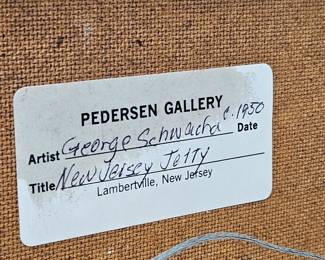 PEDERSEN GALLERY
Artist George Schwacha c. 1950 Date
Title New Jersey Jetty
Lambertville, New Jersey